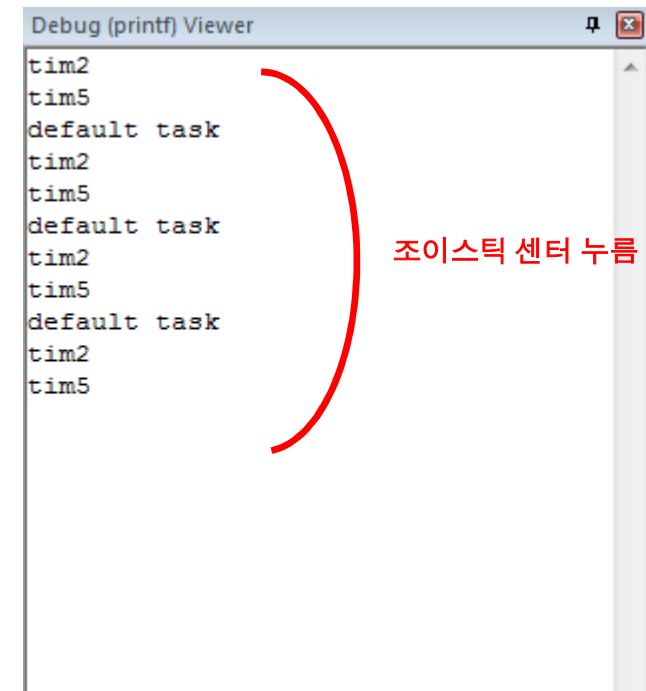 Debug (printf) Viewer
tim2
tim5
default task
tim2
tim5
default task
tim2
tim5
default task
tim2
tim5
조이스틱 센터 누름